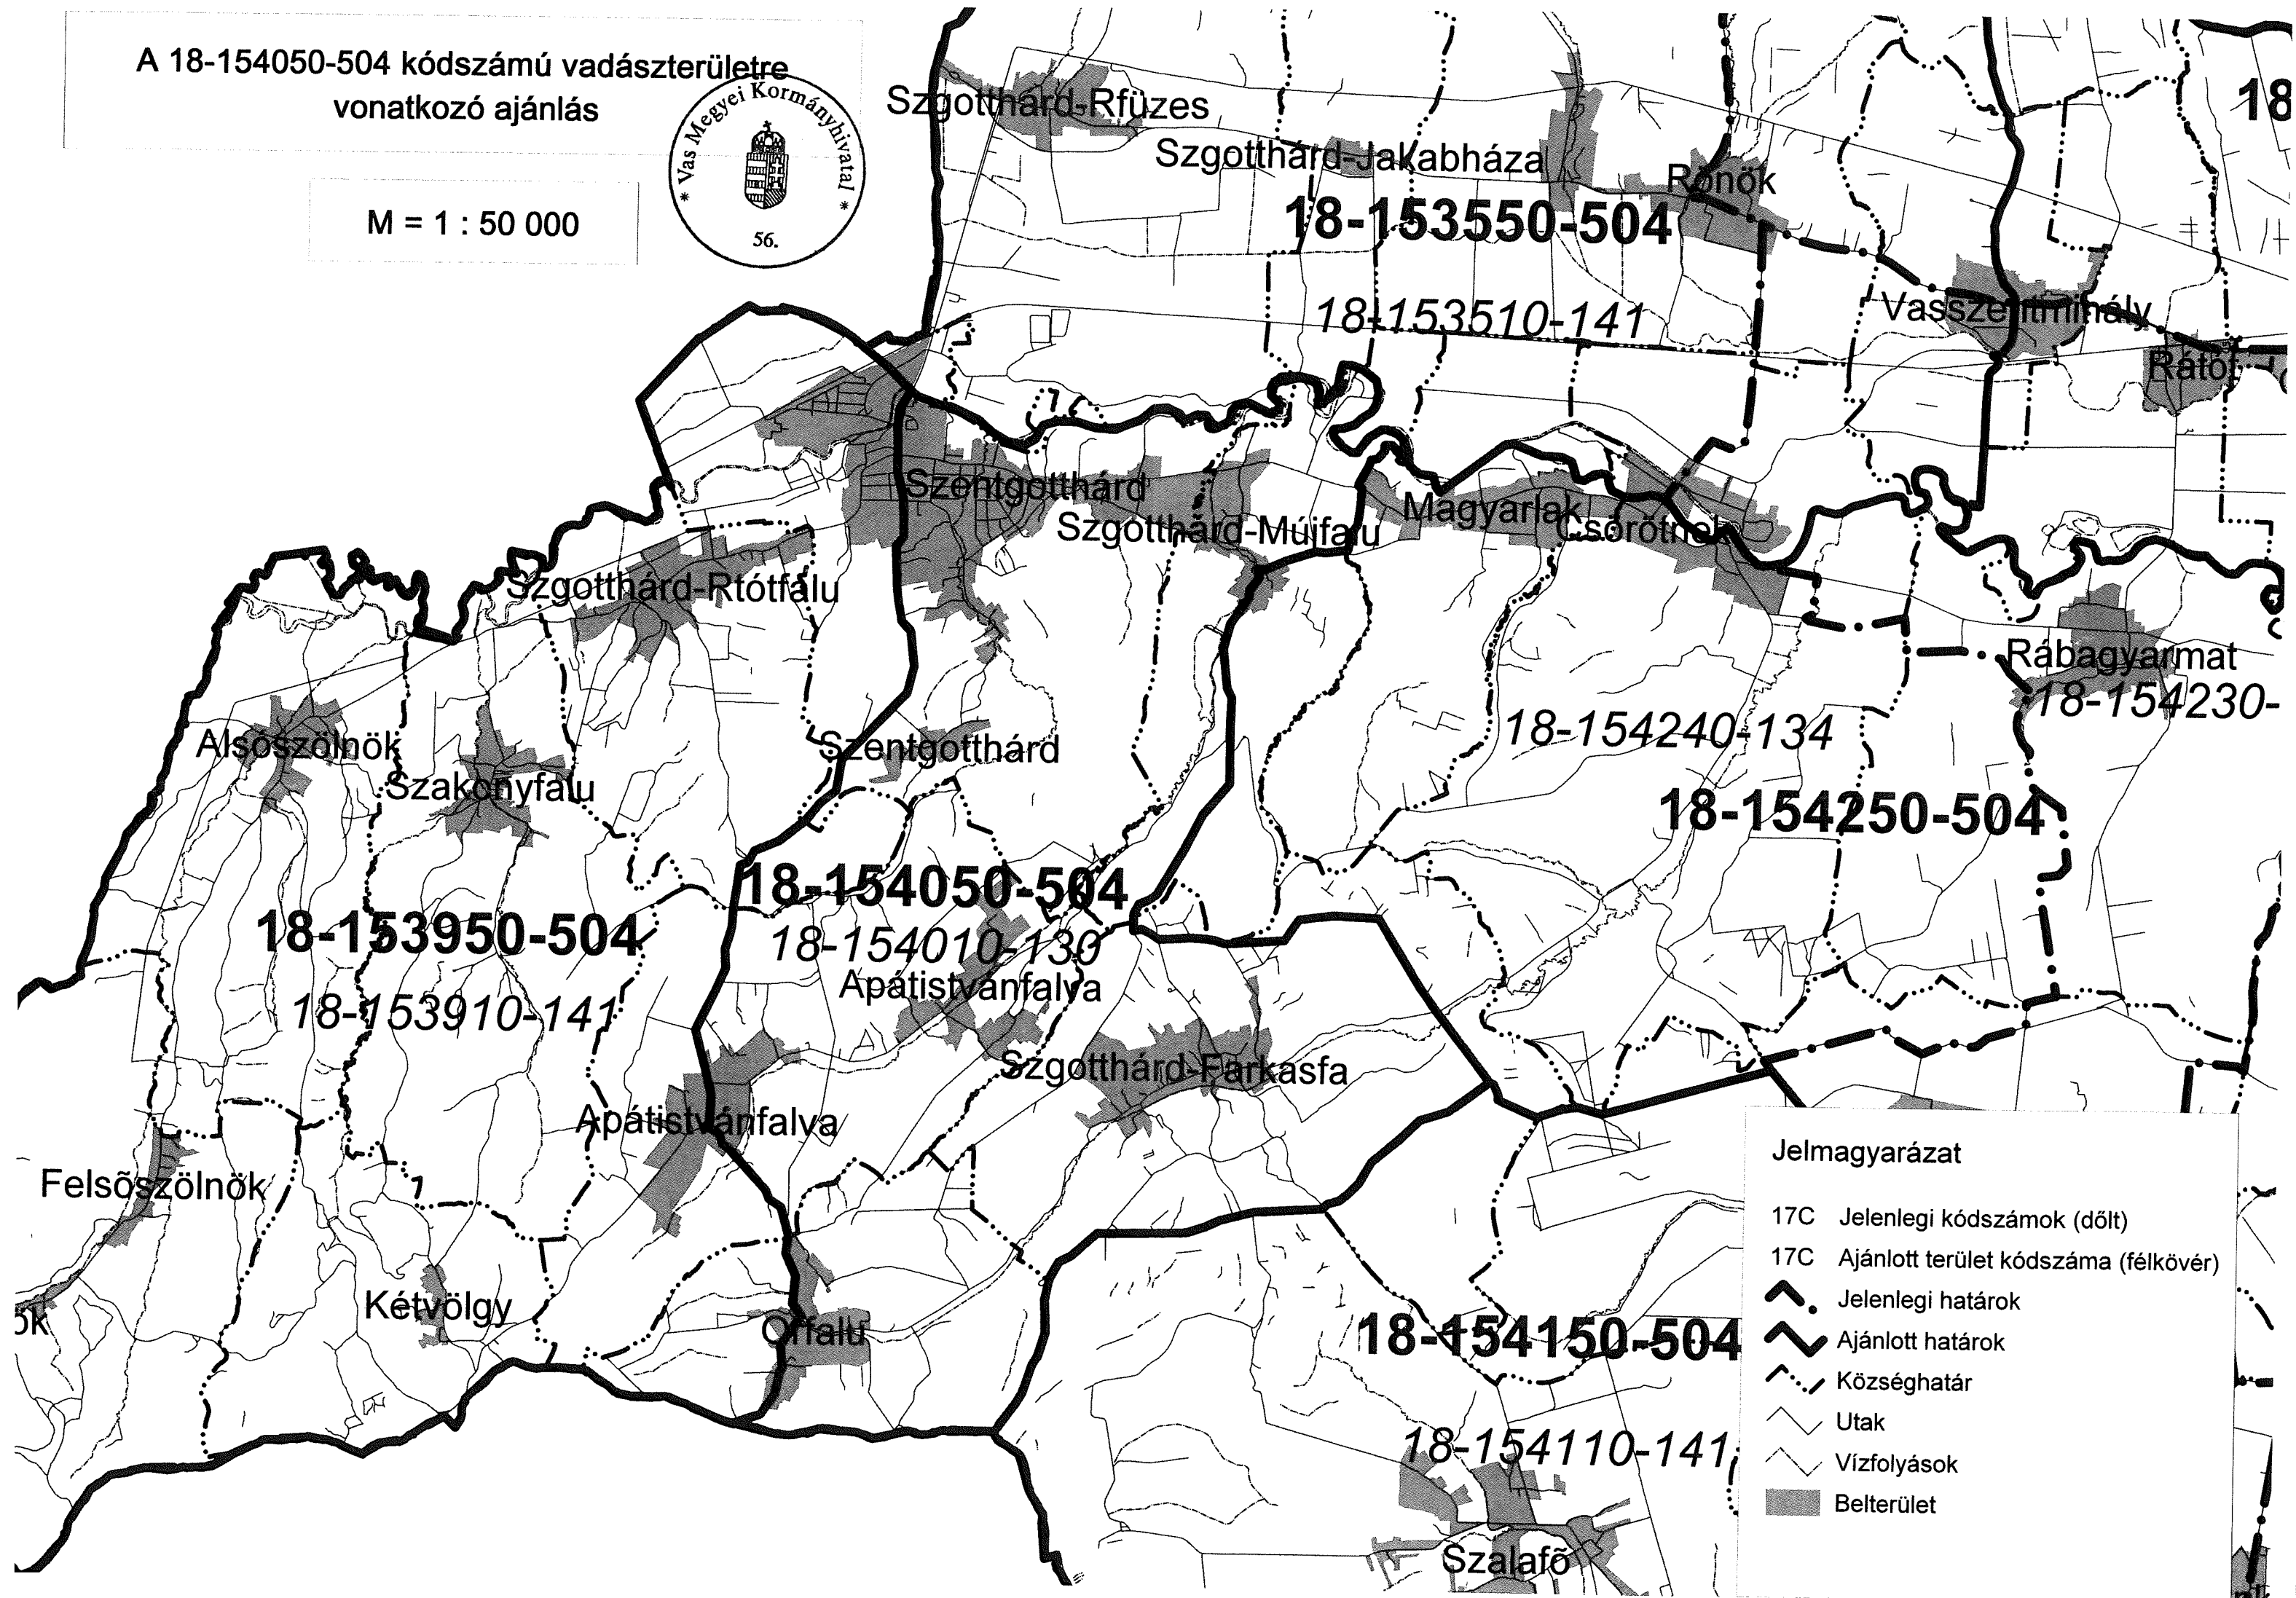 A 18-154050-504 kódszámú vadászterületre
vonatkozó ajánlás
M = 1 : 50 000
* Vas Megyei Kormányhivatal *
56.
Szgotthárd-Rfüzes
Szgotthárd-Jakabháza
Rönök
18
18-153550-504
18-153510-141
Vasszentmihály
Rátót
Szentgotthárd
Szgotthárd-Mújfalu
Magyarlak
Csörötnek
Szgotthárd-Rtótfalu
Rábagyarmat
18-154230-
Alsószölnök
Szakonyfalu
Szentgotthárd
18-154240-134
18-154250-504
18-154050-504
18-153950-504
18-154010-130
Apátistvánfalva
18-153910-141
Szgotthárd-Farkasfa
Apátistvánfalva
Felsõszölnök
Kétvölgy
Orfalu
18-154150-504
18-154110-141
Szalafõ
Jelmagyarázat
17C Jelenlegi kódszámok (dőlt)
17C Ajánlott terület kódszáma (félkövér)
Jelenlegi határok
Ajánlott határok
Községhatár
Utak
Vízfolyások
Belterület